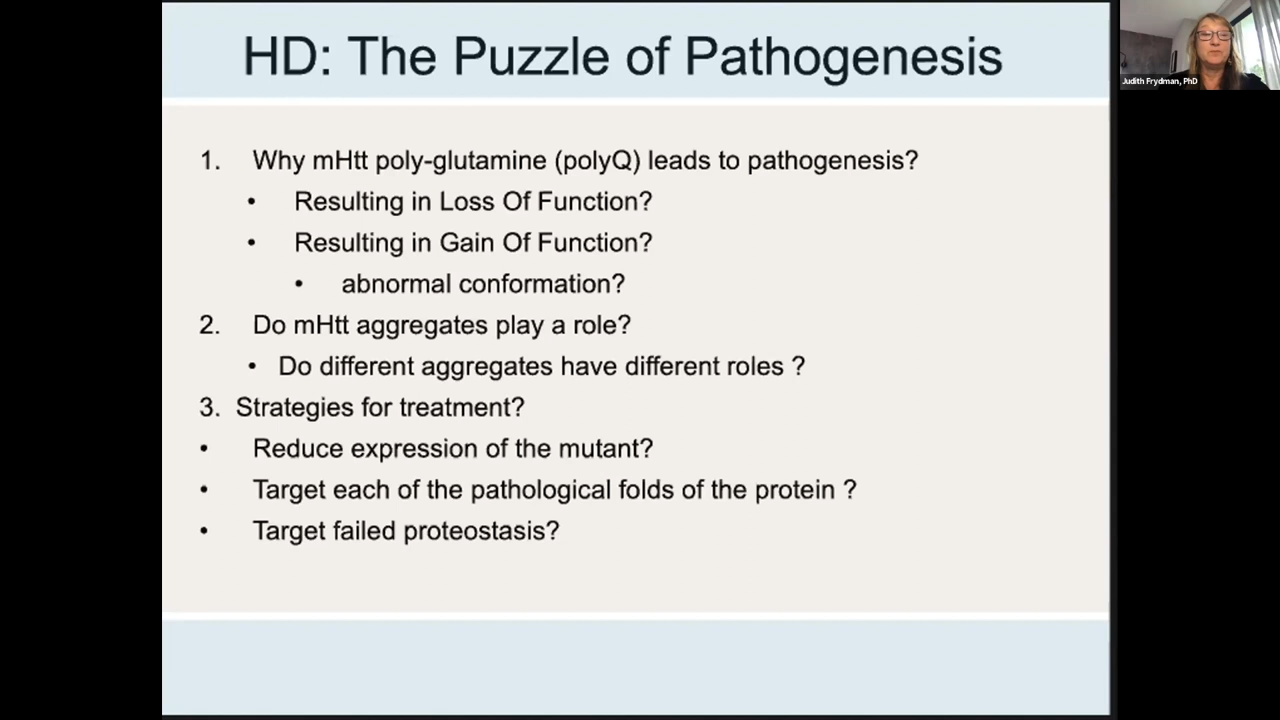 HD: The Puzzle of Pathogenesis
Judith Frydman, PhD
1. Why mHtt poly-glutamine (polyQ) leads to pathogenesis?
• Resulting in Loss Of Function?
• Resulting in Gain Of Function?
• abnormal conformation?
2. Do mHtt aggregates play a role?
• Do different aggregates have different roles ?
3. Strategies for treatment?
• Reduce expression of the mutant?
• Target each of the pathological folds of the protein ?
• Target failed proteostasis?